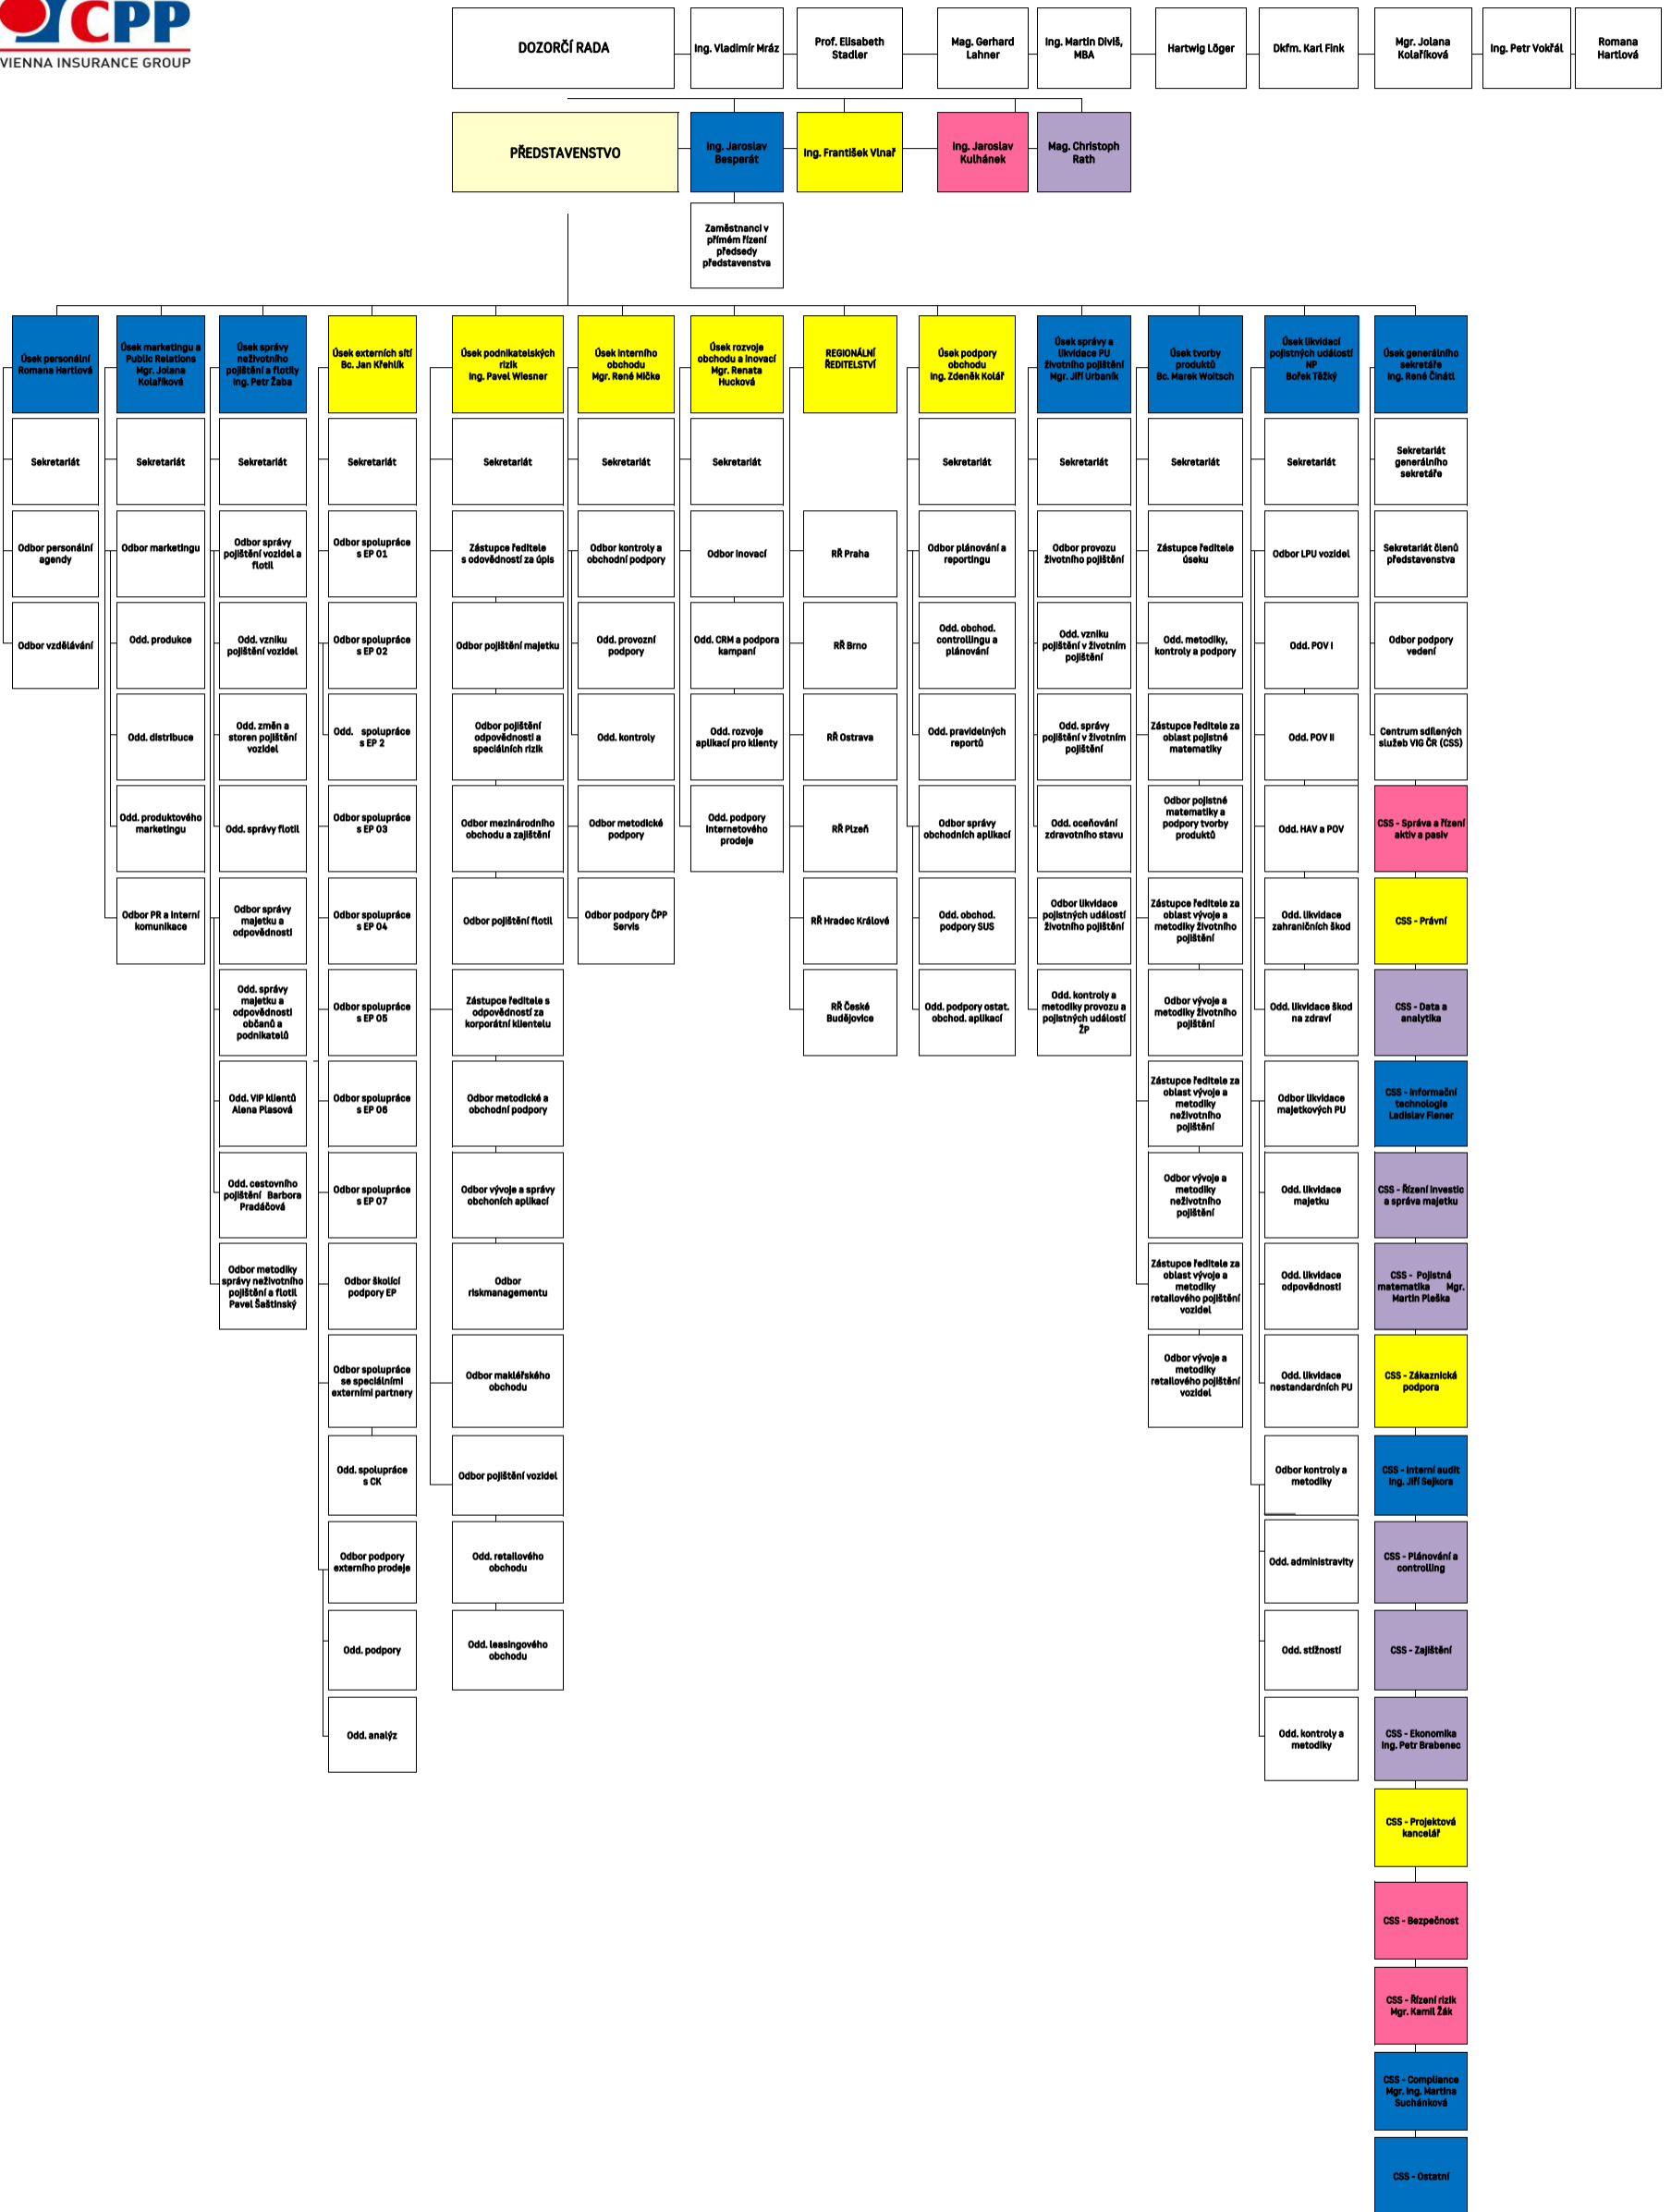 CPP
VIENNA INSURANCE GROUP
DOZORČÍ RADA
Ing. Vladimír Mráz
Prof. Elisabeth
Stadler
Mag. Gerhard
Lahner
Ing. Martin Diviš,
MBA
Hartwig Löger
Dkfm. Karl Fink
Mgr. Jolana
Kolaříková
Ing. Petr Vokřál
Romana
Hartlová
PŘEDSTAVENSTVO
Ing. Jaroslav
Besperát
Ing. František Vlnař
Ing. Jaroslav
Kulhánek
Mag. Christoph
Rath
Zaměstnanci v
přímém řízení
předsedy
představenstva
Úsek personální
Romana Hartlová
Sekretariát
Odbor personální
agendy
Odbor vzdělávání
Úsek marketingu a
Public Relations
Mgr. Jolana
Kolaříková
Sekretariát
Odbor marketingu
Odd. produkce
Odd. distribuce
Odd. produktového
marketingu
Odbor PR a interní
komunikace
Úsek správy
neživotního
pojištění a flotily
Ing. Petr Žaba
Sekretariát
Odbor správy
pojištění vozidel a
flotil
Odd. vzniku
pojištění vozidel
Odd. změn a
storen pojištění
vozidel
Odd. správy flotil
Odbor správy
majetku a
odpovědnosti
Odd. správy
majetku a
odpovědnosti
občanů a
podnikatelů
Odd. VIP klientů
Alena Plasová
Odd. cestovního
pojištění Barbora
Pradáčová
Odbor metodiky
správy neživotního
pojištění a flotil
Pavel Šaštinský
Úsek externích sítí
Bc. Jan Křehlík
Sekretariát
Odbor spolupráce
s EP 01
Odbor spolupráce
s EP 02
Odd. spolupráce
s EP 2
Odbor spolupráce
s EP 03
Odbor spolupráce
s EP 04
Odbor spolupráce
s EP 05
Odbor spolupráce
s EP 06
Odbor spolupráce
s EP 07
Odbor školící
podpory EP
Odbor spolupráce
se speciálními
externími partnery
Odd. spolupráce
s CK
Odbor podpory
externího prodeje
Odd. podpory
Odd. analýz
Úsek podnikatelských
rizik
Ing. Pavel Wiesner
Sekretariát
Zástupce ředitele
s odovědností za úpis
Odbor pojištění majetku
Odbor pojištění
odpovědnosti a
speciálních rizik
Odbor mezinárodního
obchodu a zajištění
Odbor pojištění flotil
Zástupce ředitele s
odpovědností za
korporátní klientelu
Odbor metodické a
obchodní podpory
Odbor vývoje a správy
obchoních aplikací
Odbor
riskmanagementu
Odbor makléřského
obchodu
Odbor pojištění vozidel
Odd. retailového
obchodu
Odd. leasingového
obchodu
Úsek interního
obchodu
Mgr. René Mičke
Sekretariát
Odbor kontroly a
obchodní podpory
Odd. provozní
podpory
Odd. kontroly
Odbor metodické
podpory
Odbor podpory ČPP
Servis
Úsek rozvoje
obchodu a inovací
Mgr. Renata
Hucková
Sekretariát
Odbor inovací
Odd. CRM a podpora
kampaní
Odd. rozvoje
aplikací pro klienty
Odd. podpory
internetového
prodeje
REGIONÁLNÍ
ŘEDITELSTVÍ
RŘ Praha
RŘ Brno
RŘ Ostrava
RŘ Plzeň
RŘ Hradec Králové
RŘ České
Budějovice
Úsek podpory
obchodu
Ing. Zdeněk Kolář
Sekretariát
Odbor plánování a
reportingu
Odd. obchod.
controllingu a
plánování
Odd. pravidelných
reportů
Odbor správy
obchodních aplikací
Odd. obchod.
podpory SUS
Odd. podpory ostat.
obchod. aplikací
Úsek správy a
likvidace PU
životního pojištění
Mgr. Jiří Urbaník
Sekretariát
Odbor provozu
životního pojištění
Odd. vzniku
pojištění v životním
pojištění
Odd. správy
pojištění v životním
pojištění
Odd. oceňování
zdravotního stavu
Odbor likvidace
pojistných událostí
životního pojištění
Odd. kontroly a
metodiky provozu a
pojistných událostí
ŽP
Úsek tvorby
produktů
Bc. Marek Woitsch
Sekretariát
Zástupce ředitele
úseku
Odd. metodiky,
kontroly a podpory
Zástupce ředitele za
oblast pojistné
matematiky
Odbor pojistné
matematiky a
podpory tvorby
produktů
Zástupce ředitele za
oblast vývoje a
metodiky životního
pojištění
Odbor vývoje a
metodiky životního
pojištění
Zástupce ředitele za
oblast vývoje a
metodiky
neživotního
pojištění
Odbor vývoje a
metodiky
neživotního
pojištění
Zástupce ředitele za
oblast vývoje a
metodiky
retailového pojištění
vozidel
Odbor vývoje a
metodiky
retailového pojištění
vozidel
Úsek likvidací
pojistných událostí
NP
Bořek Těžký
Sekretariát
Odbor LPU vozidel
Odd. POV I
Odd. POV II
Odd. HAV a POV
Odd. likvidace
zahraničních škod
Odd. likvidace škod
na zdraví
Odbor likvidace
majetkových PU
Odd. likvidace
majetku
Odd. likvidace
odpovědnosti
Odd. likvidace
nestandardních PU
Odbor kontroly a
metodiky
Odd. administravity
Odd. stížností
Odd. kontroly a
metodiky
Úsek generálního
sekretáře
Ing. René Činátl
Sekretariát
generálního
sekretáře
Sekretariát členů
představenstva
Odbor podpory
vedení
Centrum sdílených
služeb VIG ČR (CSS)
CSS - Správa a řízení
aktiv a pasiv
CSS - Právní
CSS - Data a
analytika
CSS - Informační
technologie
Ladislav Flener
CSS - Řízení investic
a správa majetku
CSS - Pojistná
matematika Mgr.
Martin Pleška
CSS - Zákaznická
podpora
CSS - Interní audit
Ing. Jiří Sejkora
CSS - Plánování a
controlling
CSS - Zajištění
CSS - Ekonomika
Ing. Petr Brabenec
CSS - Projektová
kancelář
CSS - Bezpečnost
CSS - Řízení rizik
Mgr. Kamil Žák
CSS - Compliance
Mgr. Ing. Martina
Suchánková
CSS - Ostatní